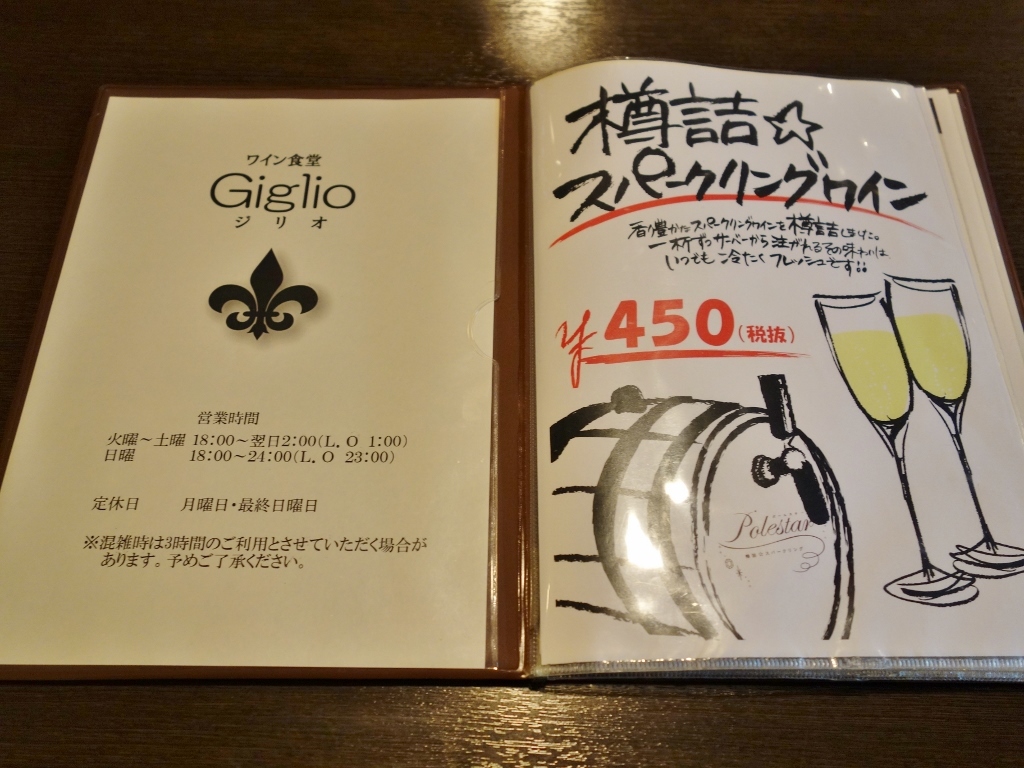 ワイン食堂
Giglio
ジリオ
営業時間
火曜～土曜 18:00～翌日2:00(L.O 1:00)
日曜 18:00～24:00(L.O 23:00)
定休日 月曜日・最終日曜日
※混雑時は3時間のご利用とさせていただく場合が
あります。予めご了承ください。
樽詰☆
スパークリングワイン
香り豊かなスパークリングワインを樽詰しました。
一杯ずつサーバーから注がれるその味わいは
いつでも冷たくフレッシュです!!
¥450(税抜)
Polestar